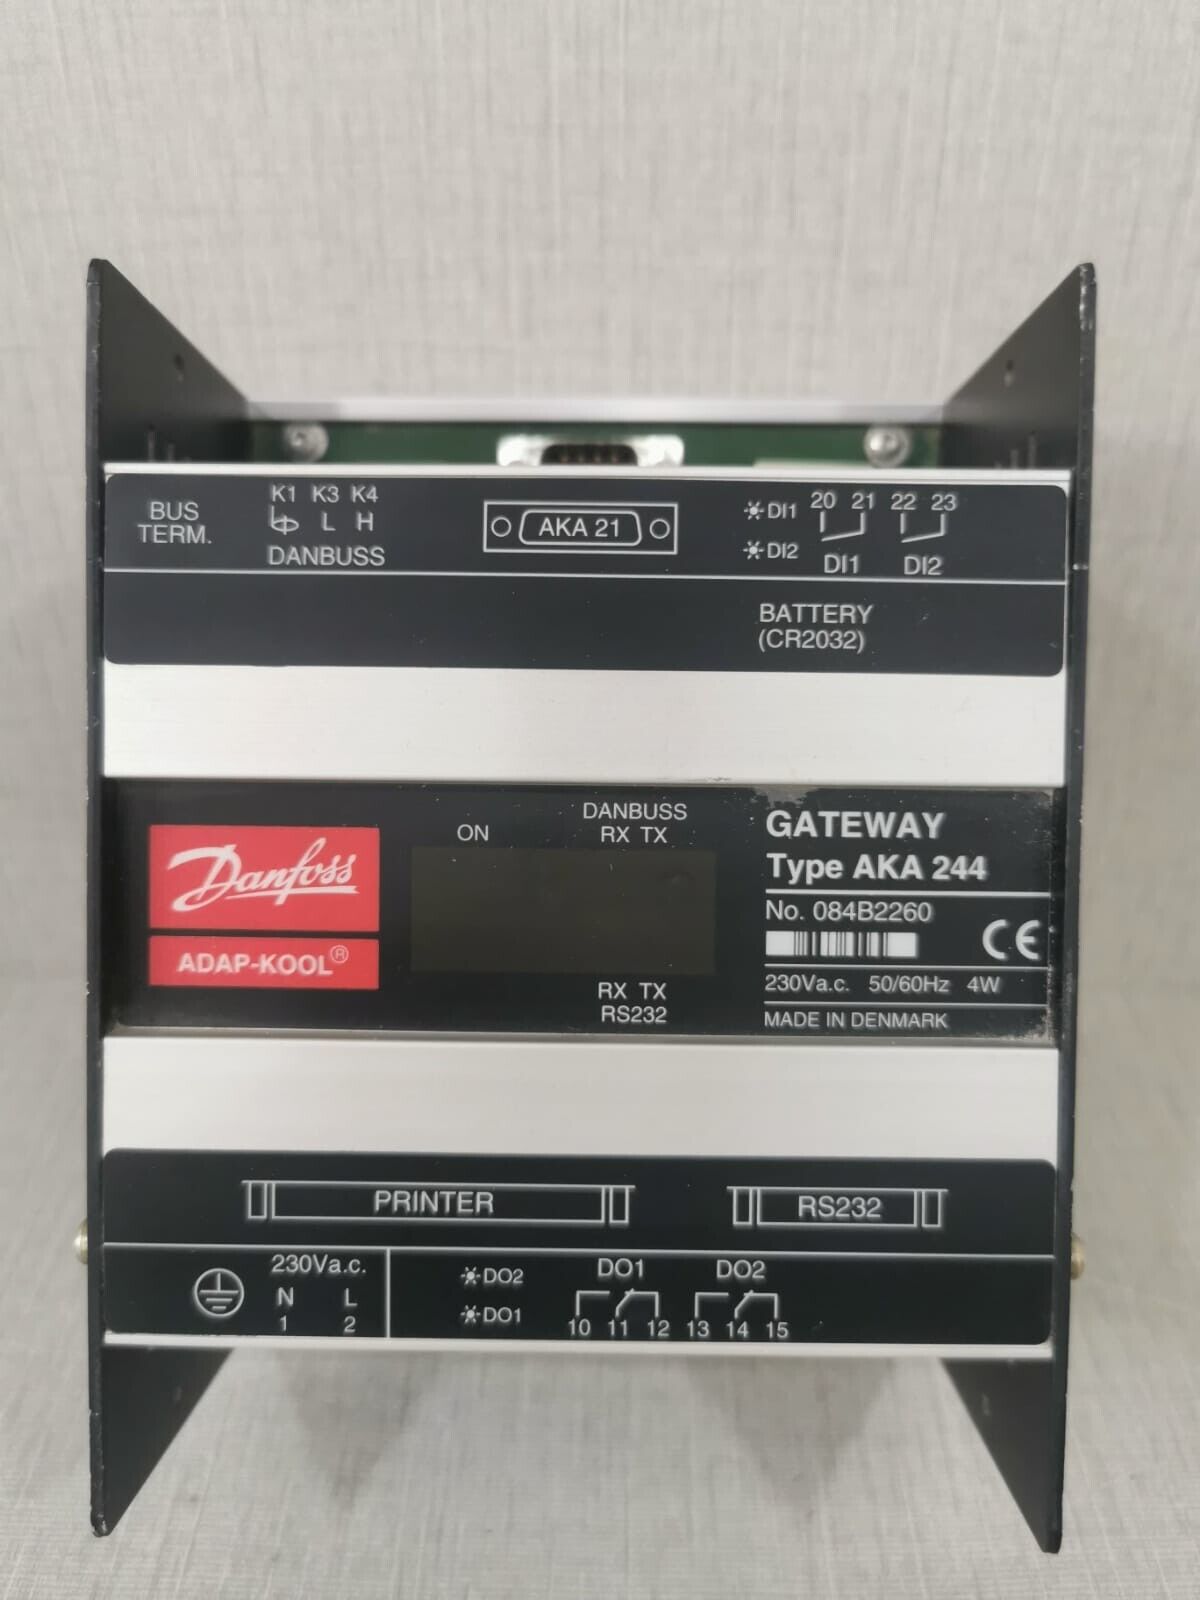 BUS
TERM.
K1 K3 K4
L H
DANBUSS
AKA 21
DI1
DI2
20 21 22 23
DI1 DI2
BATTERY
(CR2032)
Danfoss
ADAP-KOOL®
ON
DANBUSS
RX TX
RX TX
RS232
GATEWAY
Type AKA 244
No. 084B2260
CE
230Va.c. 50/60Hz 4W
MADE IN DENMARK
PRINTER
RS232
230Va.c.
N L
1 2
DO2
DO1
DO1 DO2
10 11 12 13 14 15